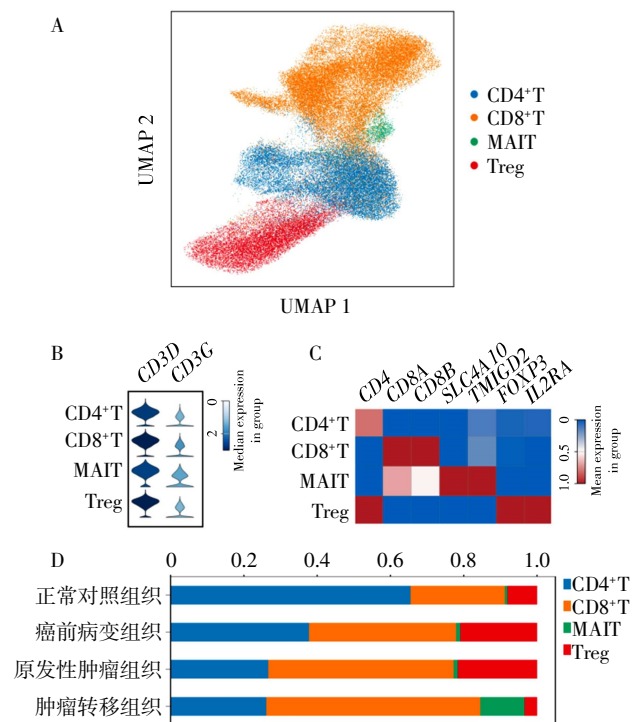 A
UMAP 2
UMAP 1
CD4⁺T
CD8⁺T
MAIT
Treg
B
CD3D
CD3G
CD4⁺T
CD8⁺T
MAIT
Treg
0
2
Median expression
in group
C
CD4
CD8A
CD8B
SLC4A10
TMIGD2
FOXP3
IL2RA
CD4⁺T
CD8⁺T
MAIT
Treg
0
0.5
1.0
Mean expression
in group
D
0 0.2 0.4 0.6 0.8 1.0
正常对照组织
癌前病变组织
原发性肿瘤组织
肿瘤转移组织
CD4⁺T
CD8⁺T
MAIT
Treg